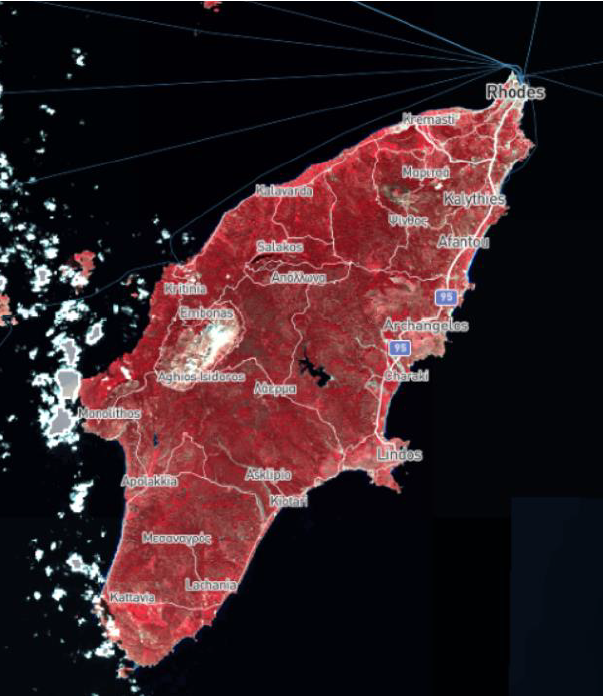 Rhodes
Kremasti
Μαριτσά
Kalavarda
Kalythies
Ψίνθος
Afantou
Salakos
Απόλλωνα
Kritinia
95
Embonas
Archangelos
95
Aghios Isidoros
Charaki
Λάερμα
Monolithos
Lindos
Asklipio
Apolakkia
Kiotari
Μεσαναγρός
Lachania
Kattavia